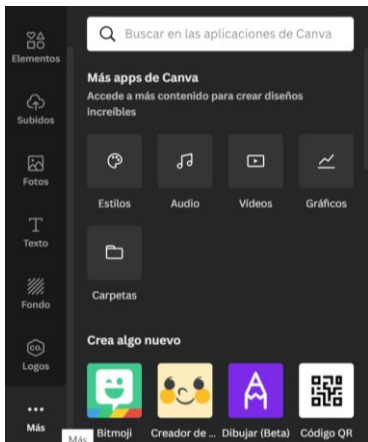 Elementos
Subidos
Fotos
Texto
Fondo
CO.
Logos
Más
Más
Buscar en las aplicaciones de Canva
Más apps de Canva
Accede a más contenido para crear diseños
increíbles
Estilos
Audio
Vídeos
Gráficos
Carpetas
Crea algo nuevo
Bitmoji
Creador de ...
Dibujar (Beta)
Código QR